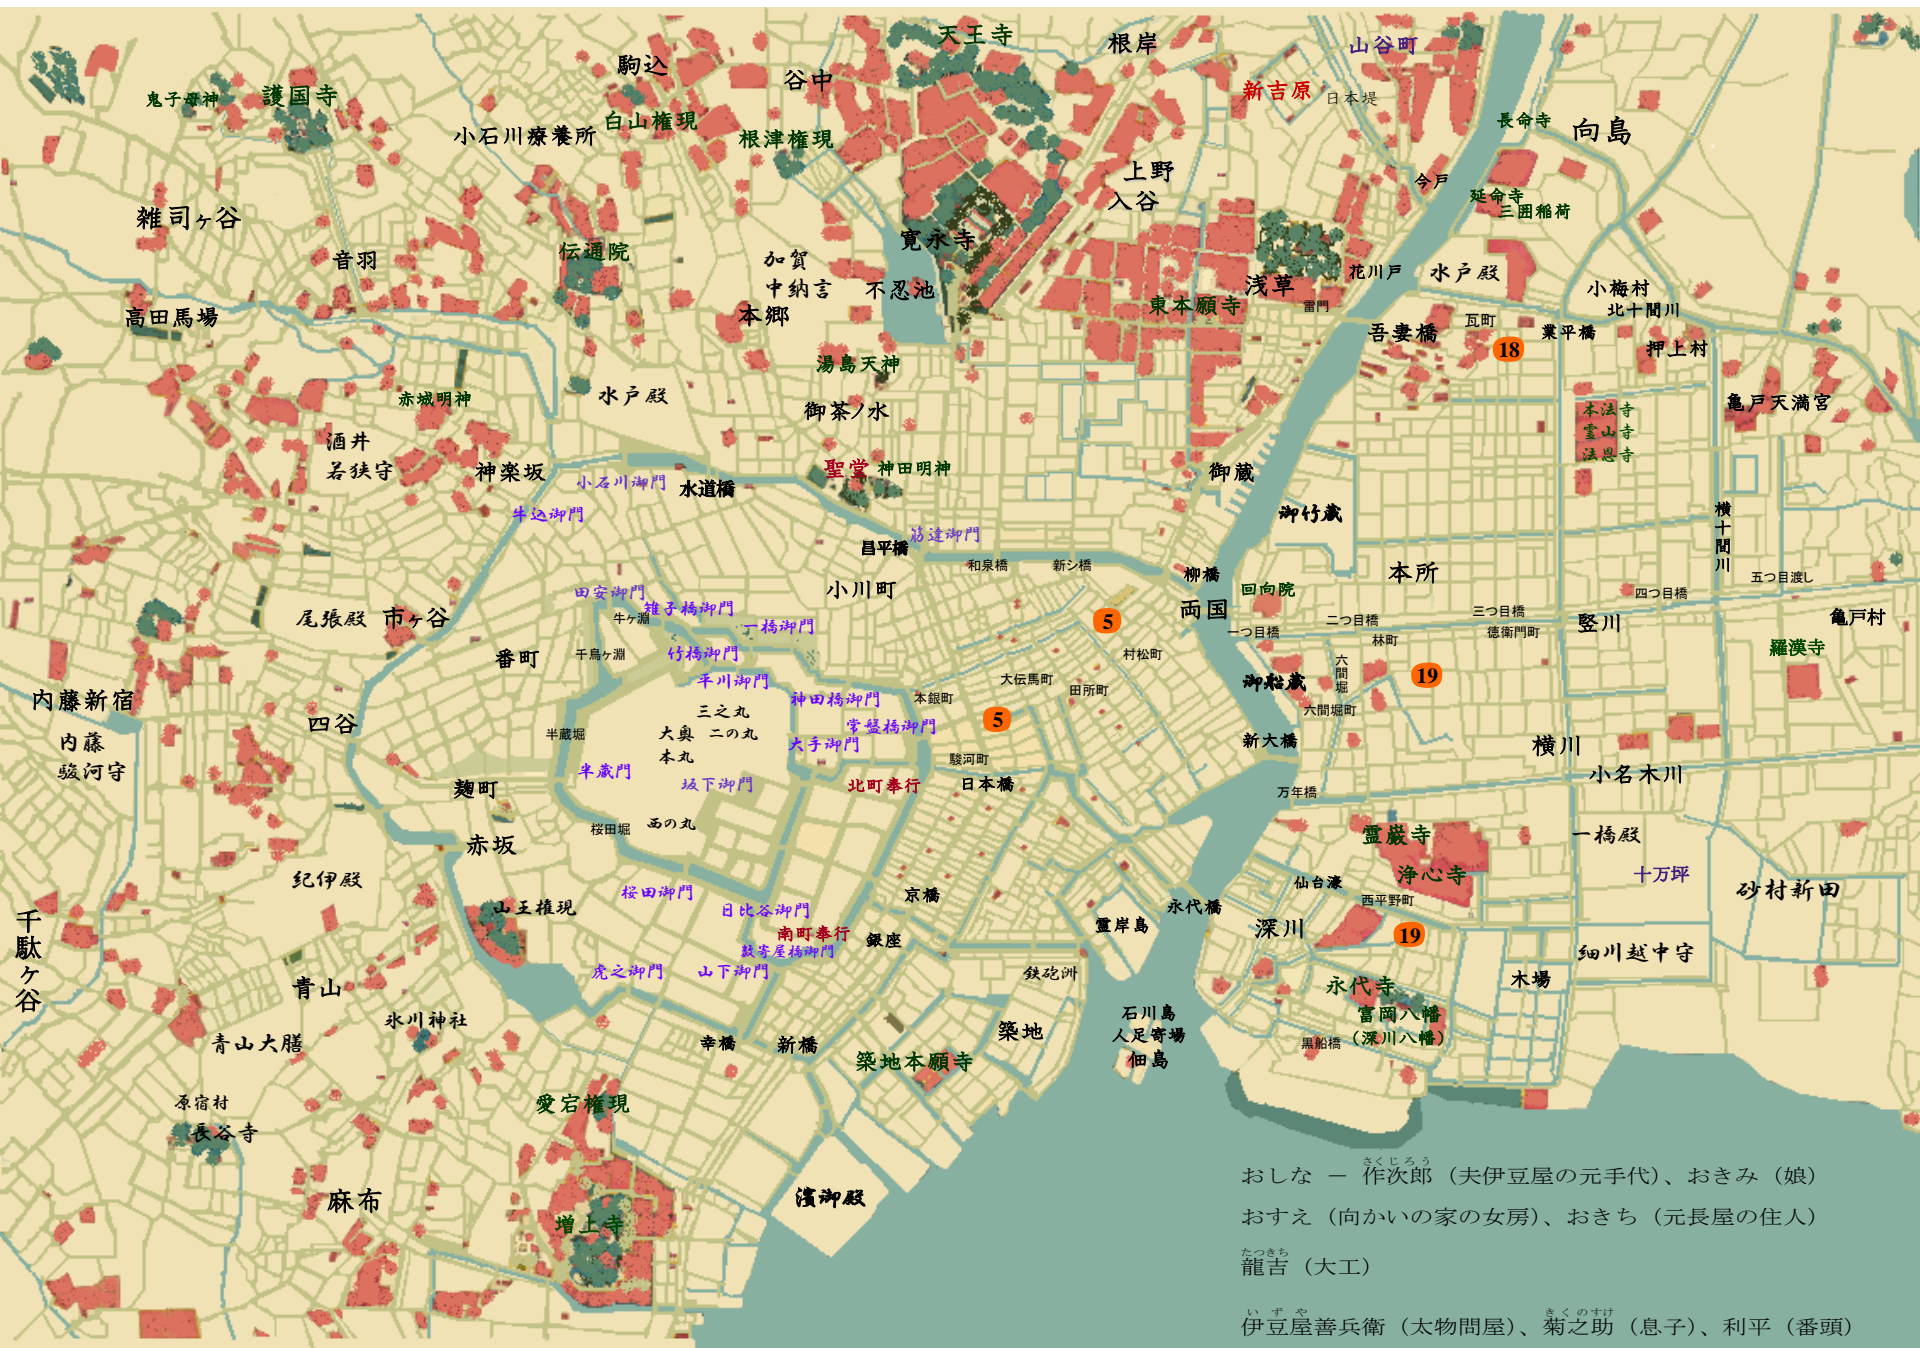 天王寺
根岸
山谷町
駒込
谷中
新吉原
日本堤
鬼子母神
護国寺
小石川療養所
白山権現
根津権現
長命寺
向島
上野
入谷
今戸
延命寺
三囲稲荷
雑司ヶ谷
音羽
伝通院
加賀
中納言
寛永寺
不忍池
本郷
浅草
花川戸
水戸殿
小梅村
北十間川
高田馬場
東本願寺
雷門
吾妻橋
瓦町
業平橋
押上村
18
湯島天神
赤城明神
水戸殿
御茶ノ水
亀戸天満宮
本法寺
霊山寺
法恩寺
酒井
若狭守
神楽坂
小石川御門
水道橋
聖堂
神田明神
御蔵
牛込御門
御竹蔵
横十間川
筋違御門
昌平橋
和泉橋
新シ橋
柳橋
本所
五つ目渡し
田安御門
小川町
回向院
四つ目橋
尾張殿
市ヶ谷
牛ヶ淵
雉子橋御門
一橋御門
5
両国
一つ目橋
二つ目橋
三つ目橋
竪川
亀戸村
林町
徳衛門町
番町
千鳥ヶ淵
竹橋御門
村松町
羅漢寺
平川御門
大伝馬町
田所町
御船蔵
六間堀
19
内藤新宿
四谷
三之丸
神田橋御門
本銀町
六間堀町
5
半蔵堀
大奥
二の丸
常盤橋御門
大手御門
新大橋
横川
内藤
駿河守
本丸
半蔵門
駿河町
小名木川
麹町
坂下御門
北町奉行
日本橋
万年橋
桜田堀
西の丸
赤坂
霊巌寺
一橋殿
紀伊殿
浄心寺
十万坪
砂村新田
桜田御門
京橋
仙台濠
西平野町
千駄ヶ谷
山王権現
日比谷御門
永代橋
霊岸島
深川
19
南町奉行
銀座
数寄屋橋御門
細川越中守
虎之御門
山下御門
鉄砲洲
木場
青山
永代寺
氷川神社
石川島
人足寄場
佃島
富岡八幡
(深川八幡)
青山大膳
幸橋
新橋
築地
黒船橋
築地本願寺
原宿村
長谷寺
愛宕権現
麻布
濱御殿
増上寺
さくじろう
おしな － 作次郎（夫伊豆屋の元手代）、おきみ（娘）
おすえ（向かいの家の女房）、おきち（元長屋の住人）
たつきち
龍吉（大工）
いずや きくのすけ
伊豆屋善兵衛（太物問屋）、菊之助（息子）、利平（番頭）